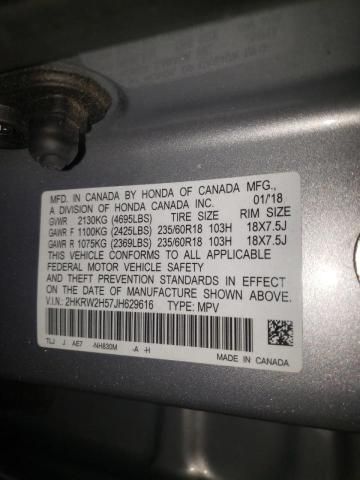 MFD. IN CANADA BY HONDA OF CANADA MFG.,
A DIVISION OF HONDA CANADA INC. 01/18
GVWR 2130KG (4695LBS) TIRE SIZE RIM SIZE
GAWR F 1100KG (2425LBS) 235/60R18 103H 18X7.5J
GAWR R 1075KG (2369LBS) 235/60R18 103H 18X7.5J
THIS VEHICLE CONFORMS TO ALL APPLICABLE
FEDERAL MOTOR VEHICLE SAFETY
AND THEFT PREVENTION STANDARDS IN EFFECT
ON THE DATE OF MANUFACTURE SHOWN ABOVE.
V.I.N.: 2HKRW2H57JH629616 TYPE: MPV
TLJ J AE7 -NH830M -A -H
MADE IN CANADA